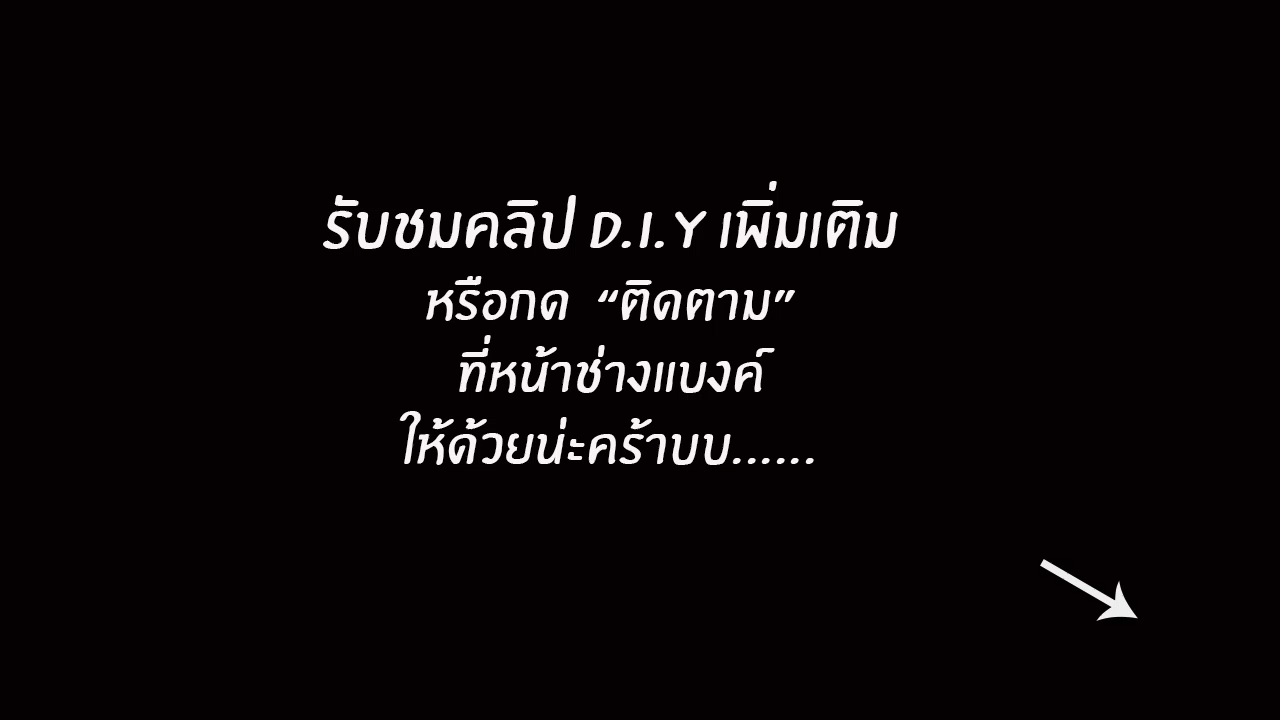 รับชมคลิป D.I.Y เพิ่มเติม
หรือกด “ติดตาม”
ที่หน้าช่างแบงค์
ให้ด้วยน่ะคร้าบบ......